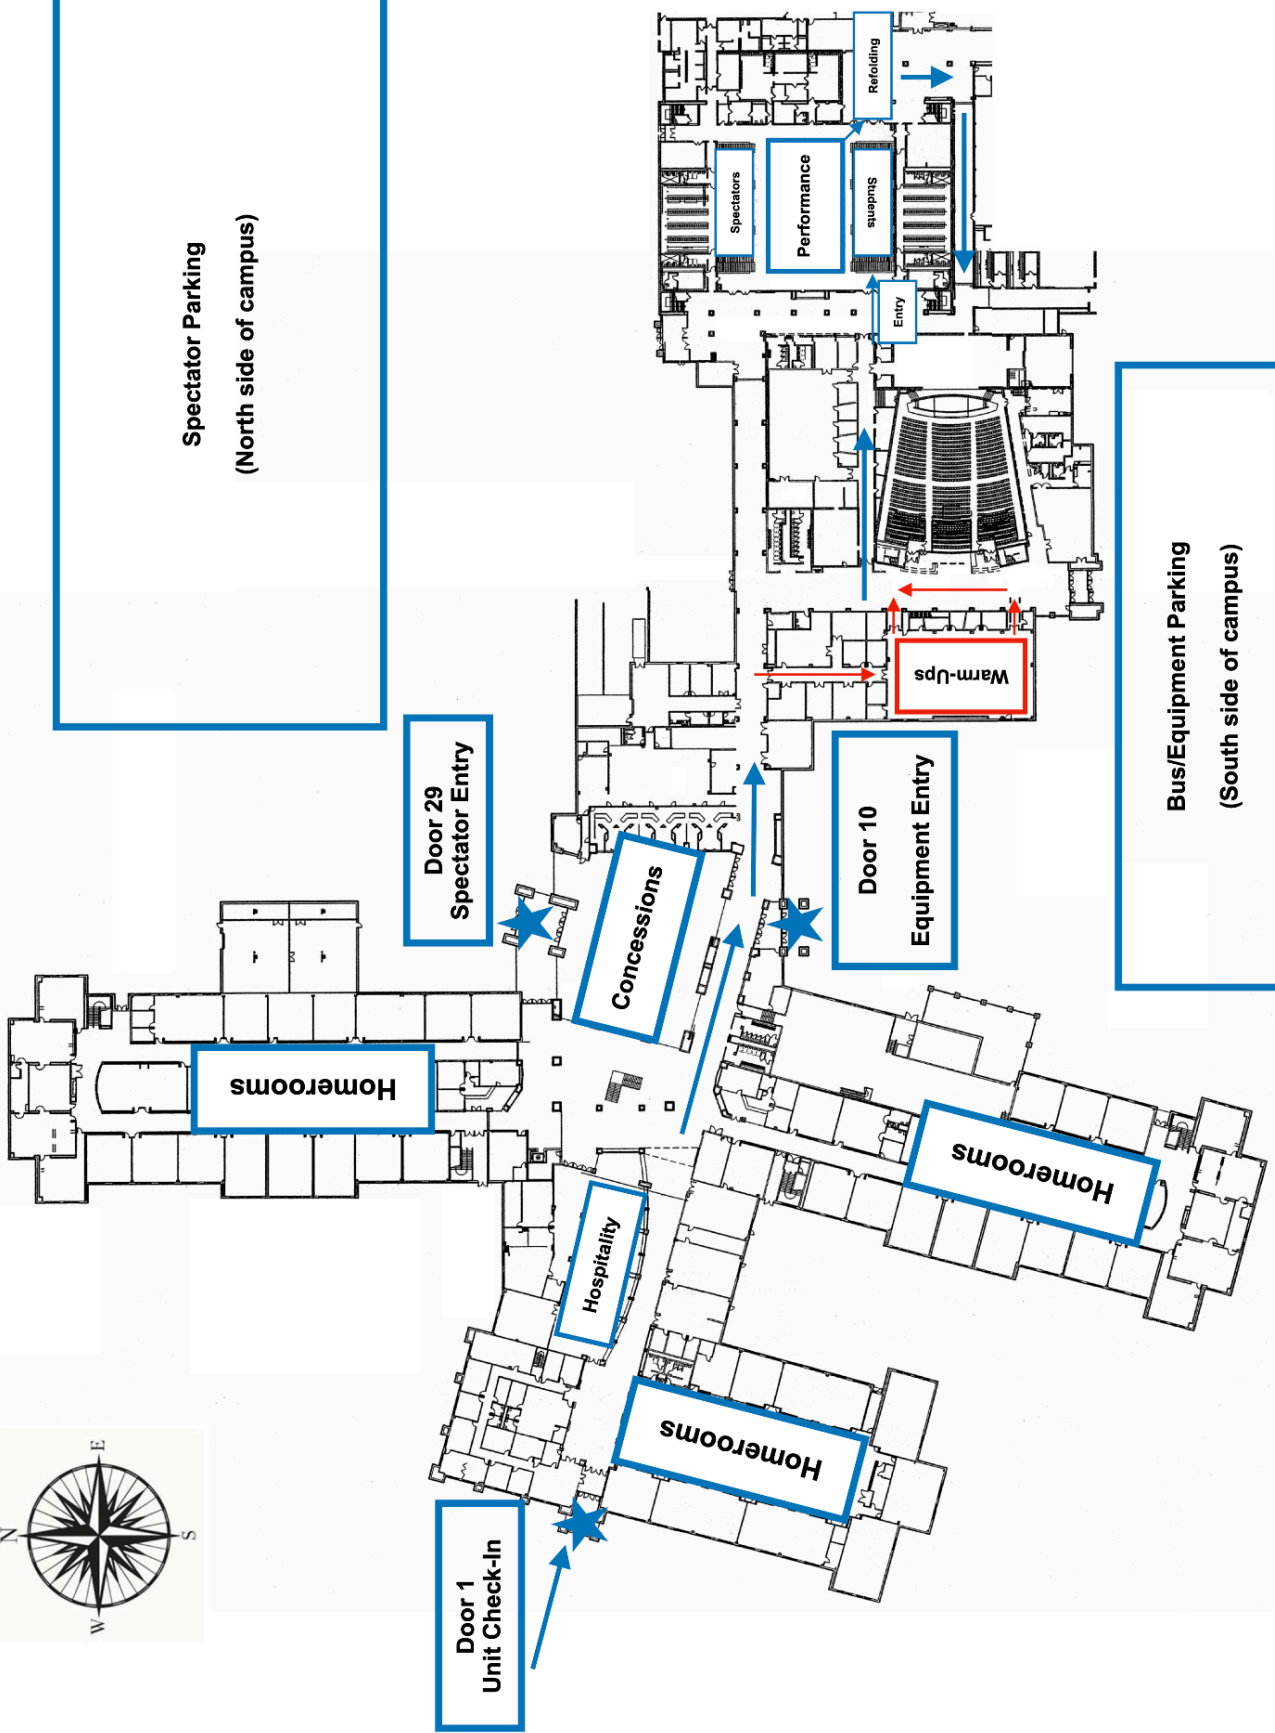 Spectator Parking
(North side of campus)
Refolding
Spectators
Performance
Students
Entry
Door 29
Spectator Entry
Warm-Ups
Bus/Equipment Parking
(South side of campus)
Door 10
Equipment Entry
Concessions
Homerooms
Homerooms
Hospitality
Homerooms
Door 1
Unit Check-In
N
E
S
W